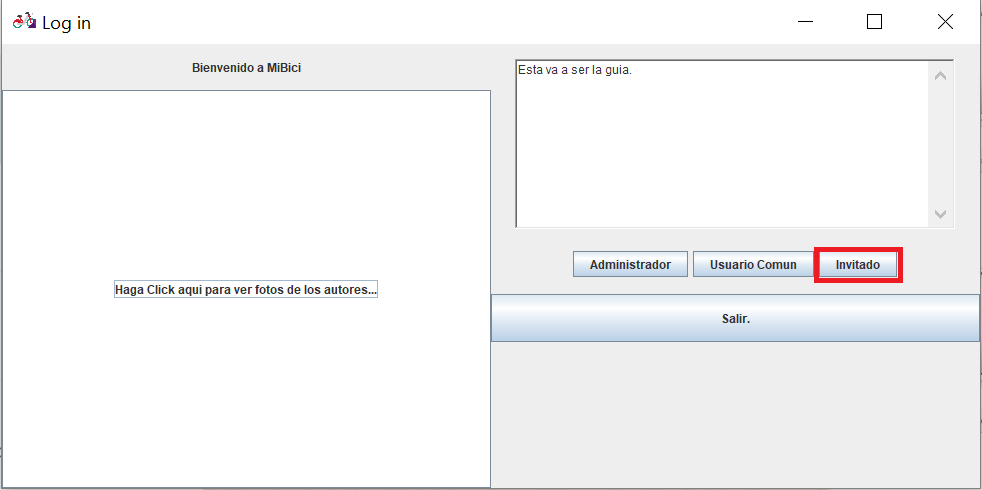 Log in
Bienvenido a MiBici
Haga Click aqui para ver fotos de los autores...
Esta va a ser la guia.
Administrador
Usuario Comun
Invitado
Salir.